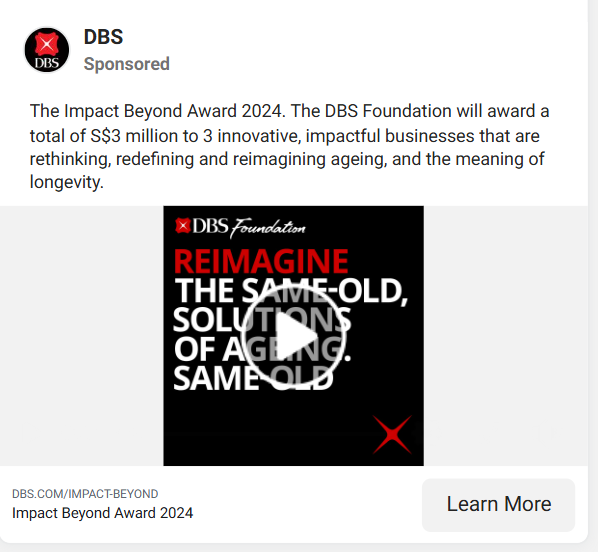 DBS
DBS
Sponsored
The Impact Beyond Award 2024. The DBS Foundation will award a
total of S$3 million to 3 innovative, impactful businesses that are
rethinking, redefining and reimagining ageing, and the meaning of
longevity.
DBS Foundation
REIMAGINE
THE SAME-OLD,
SOLUTIONS
OF AGEING.
SAME-OLD
DBS.COM/IMPACT-BEYOND
Impact Beyond Award 2024
Learn More